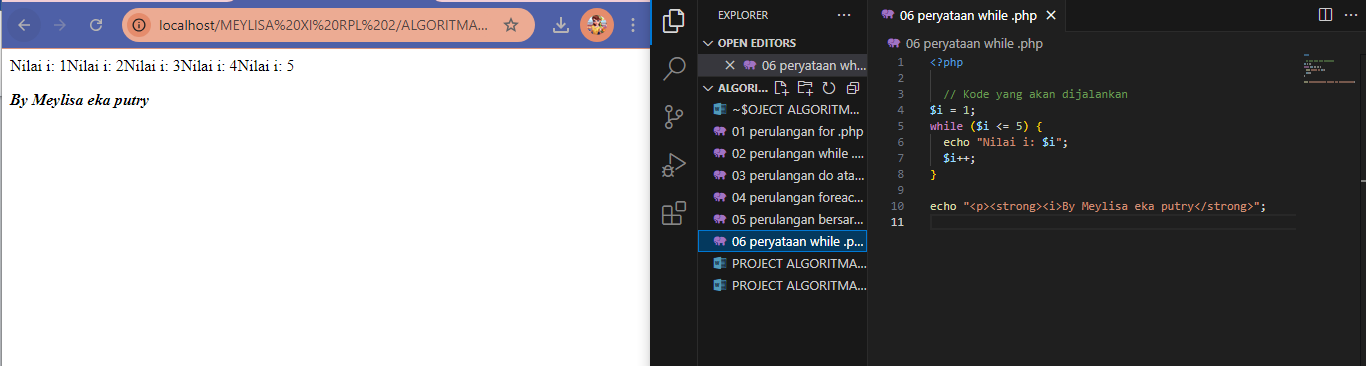 localhost/MEYLISA%20XI%20RPL%202/ALGORITMA...
Nilai i: 1Nilai i: 2Nilai i: 3Nilai i: 4Nilai i: 5
By Meylisa eka putry
EXPLORER
OPEN EDITORS
06 peryataan wh...
ALGORI...
~$OJECT ALGORITM...
01 perulangan for .php
02 perulangan while ....
03 perulangan do ata...
04 perulangan foreac...
05 perulangan bersar...
06 peryataan while .p...
PROJECT ALGORITMA...
PROJECT ALGORITMA...
06 peryataan while .php
06 peryataan while .php
1 <?php
2
3 // Kode yang akan dijalankan
4 $i = 1;
5 while ($i <= 5) {
6 echo "Nilai i: $i";
7 $i++;
8 }
9
10 echo "<p><strong><i>By Meylisa eka putry</strong>";
11